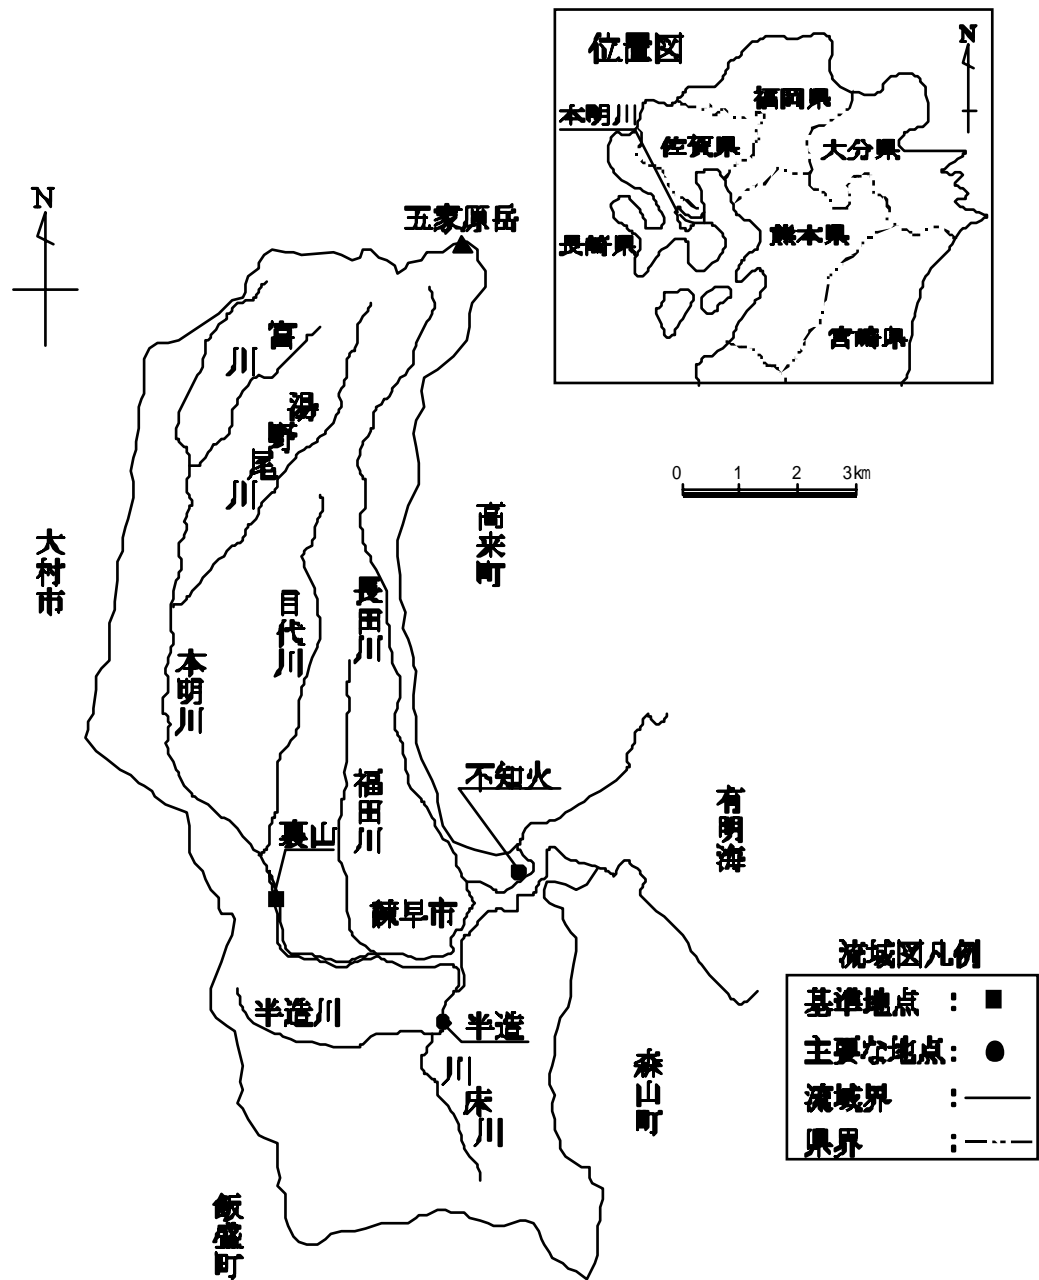 位置図
N
福岡県
本明川
佐賀県
大分県
長崎県
熊本県
宮崎県
N
五家原岳
富川
湯野尾川
0 1 2 3km
高来町
大村市
目代川
長田川
本明川
不知火
福田川
有明海
裏山
諫早市
半造川
半造
川床川
森山町
飯盛町
流域図凡例
基準地点 : ■
主要な地点 : ●
流域界 :
県界 :